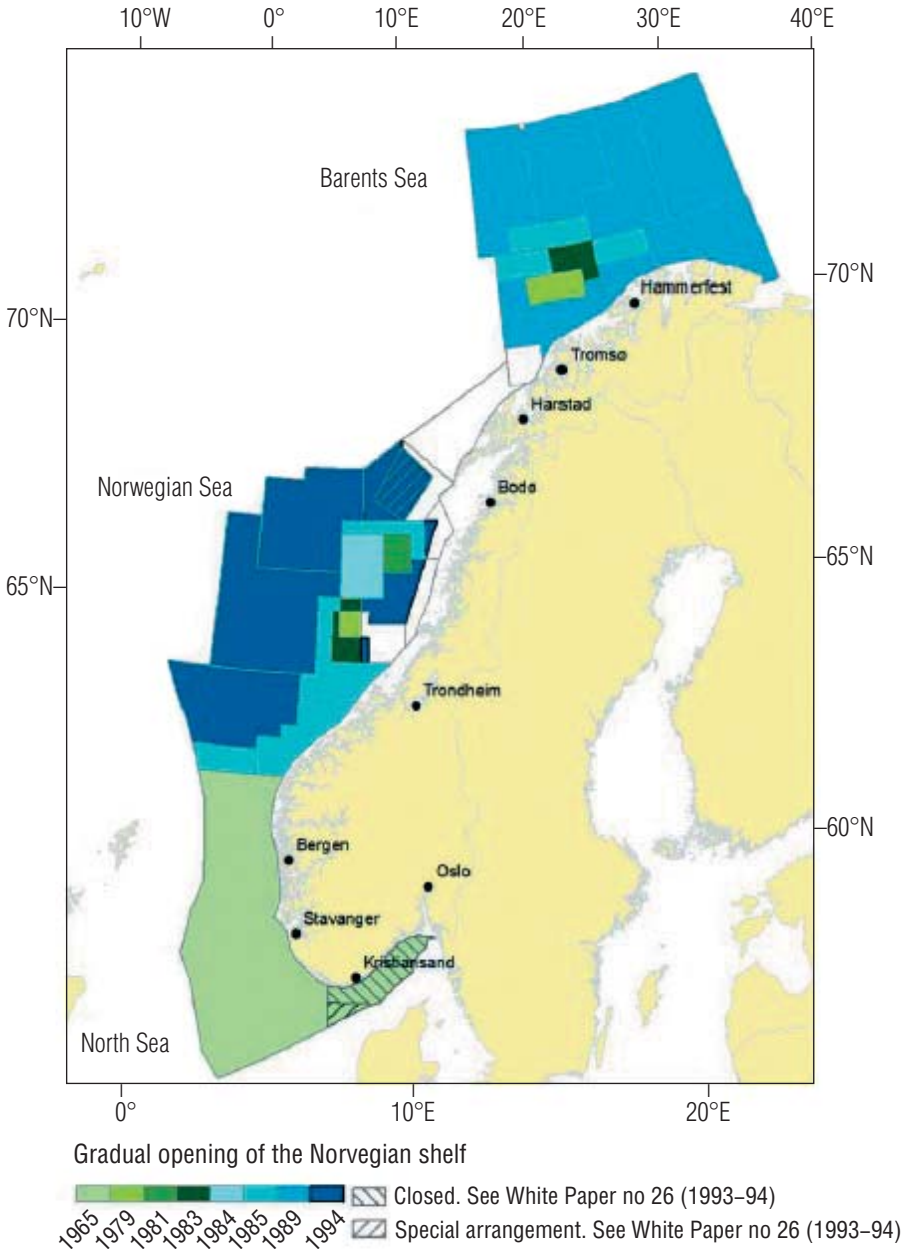 10°W 0° 10°E 20°E 30°E 40°E
Barents Sea
70°N
Hammerfest
70°N
Tromsø
Harstad
Norwegian Sea
Bodø
65°N
65°N
Trondheim
60°N
Bergen
Oslo
Stavanger
Kristiansand
North Sea
0° 10°E 20°E
Gradual opening of the Norwegian shelf
1965 1979 1981 1983 1984 1985 1989 1994
Closed. See White Paper no 26 (1993–94)
Special arrangement. See White Paper no 26 (1993–94)